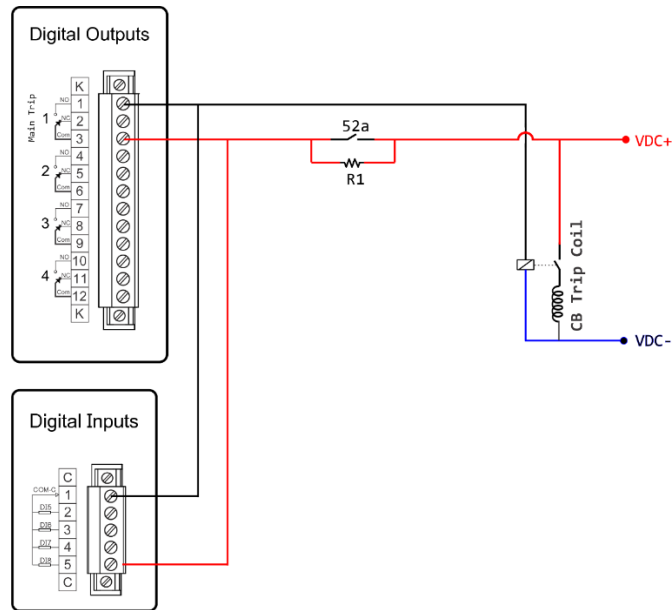 Digital Outputs
Main Trip
K
NO 1
1 NC 2
Com 3
NO 4
2 NC 5
Com 6
NO 7
3 NC 8
Com 9
NO 10
4 NC 11
Com 12
K
52a
R1
VDC+
CB Trip Coil
VDC-
Digital Inputs
C
COM-C 1
DI5 2
DI6 3
DI7 4
DI8 5
C